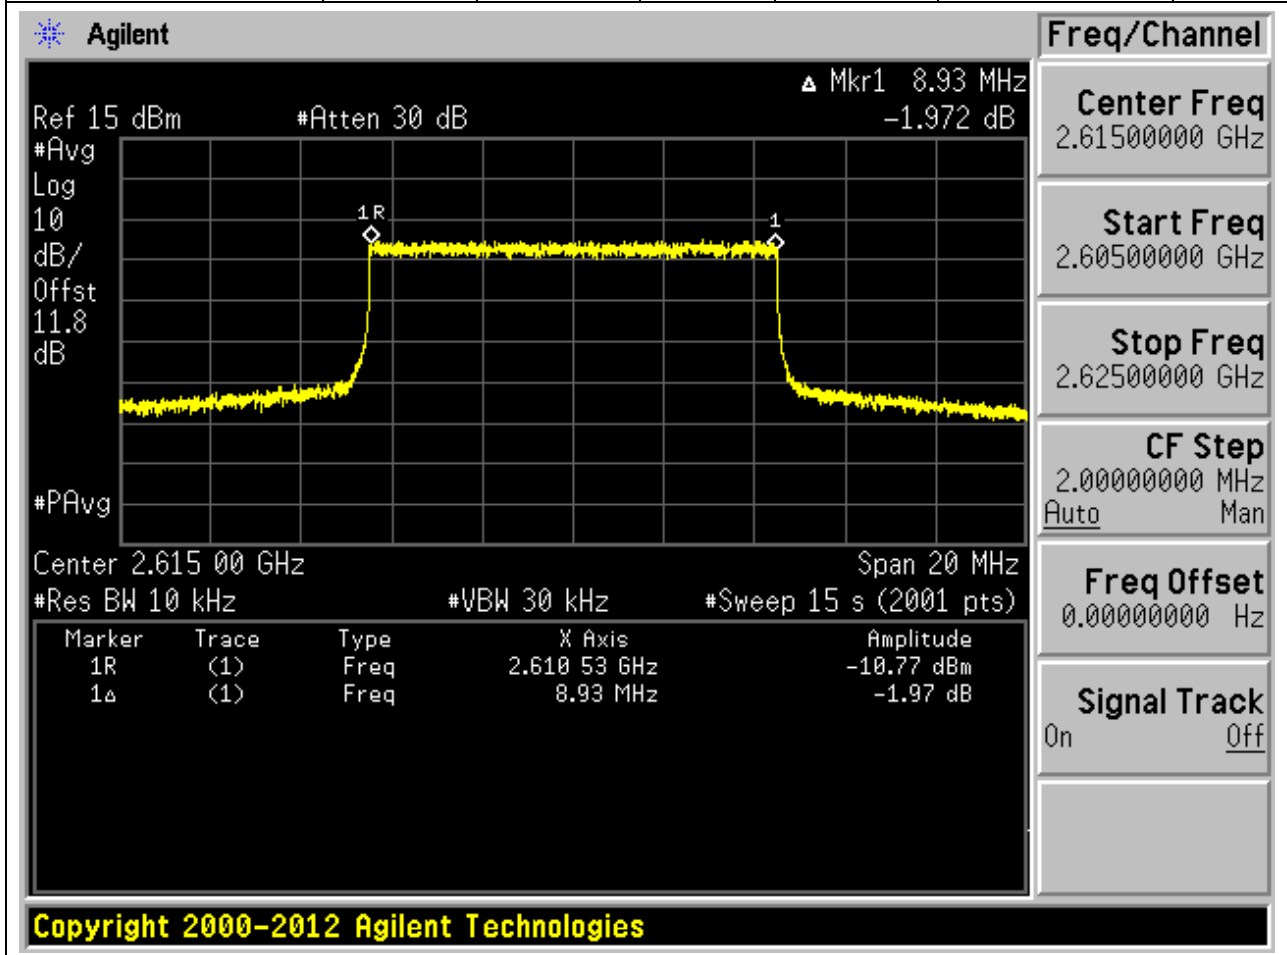 Agilent
Freq/Channel
▵ Mkr1 8.93 MHz
Ref 15 dBm #Atten 30 dB -1.972 dB
#Avg
Log
10
dB/
Offst
11.8
dB
1R
1
#PAvg
Center 2.615 00 GHz Span 20 MHz
#Res BW 10 kHz #VBW 30 kHz #Sweep 15 s (2001 pts)
Marker Trace Type X Axis Amplitude
1R (1) Freq 2.610 53 GHz -10.77 dBm
1▵ (1) Freq 8.93 MHz -1.97 dB
Center Freq
2.61500000 GHz
Start Freq
2.60500000 GHz
Stop Freq
2.62500000 GHz
CF Step
2.00000000 MHz
Auto Man
Freq Offset
0.00000000 Hz
Signal Track
On Off
Copyright 2000-2012 Agilent Technologies